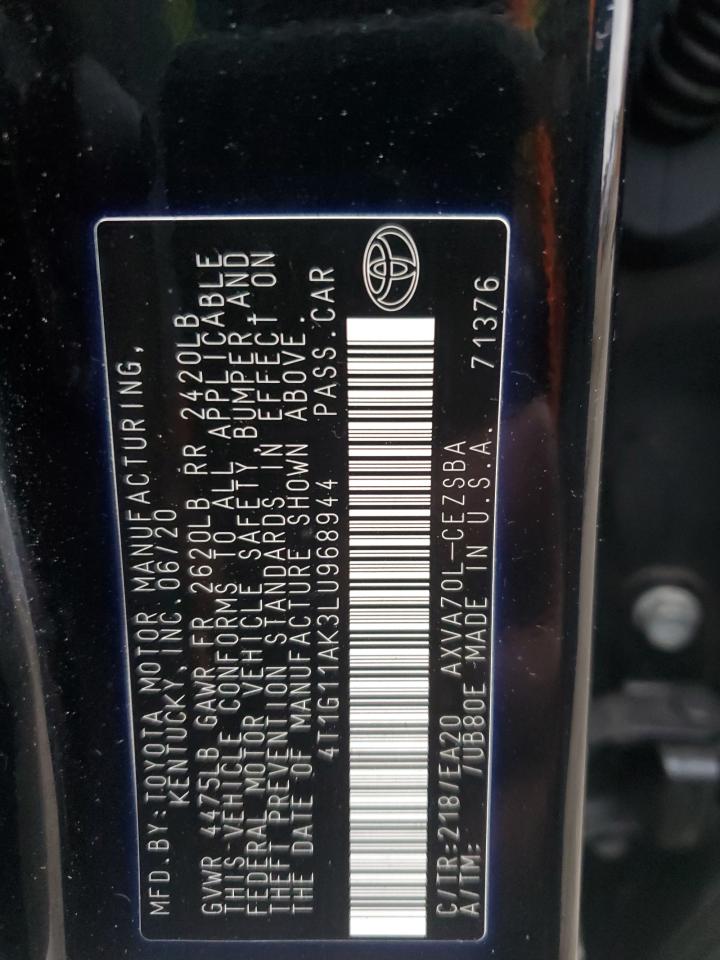 MFD.BY:TOYOTA MOTOR MANUFACTURING,
KENTUCKY, INC.06/20
GVWR 4475LB GAWR FR 2620LB RR 2420LB
THIS VEHICLE CONFORMS TO ALL APPLICABLE
FEDERAL MOTOR VEHICLE SAFETY, BUMPER, AND
THEFT PREVENTION STANDARDS IN EFFECT ON
THE DATE OF MANUFACTURE SHOWN ABOVE.
4T1G11AK3LU968944 PASS.CAR
C/TR:218/EA20 AXVA70L-CEZSBA 71376
A/TM: /UB80E MADE IN U.S.A.